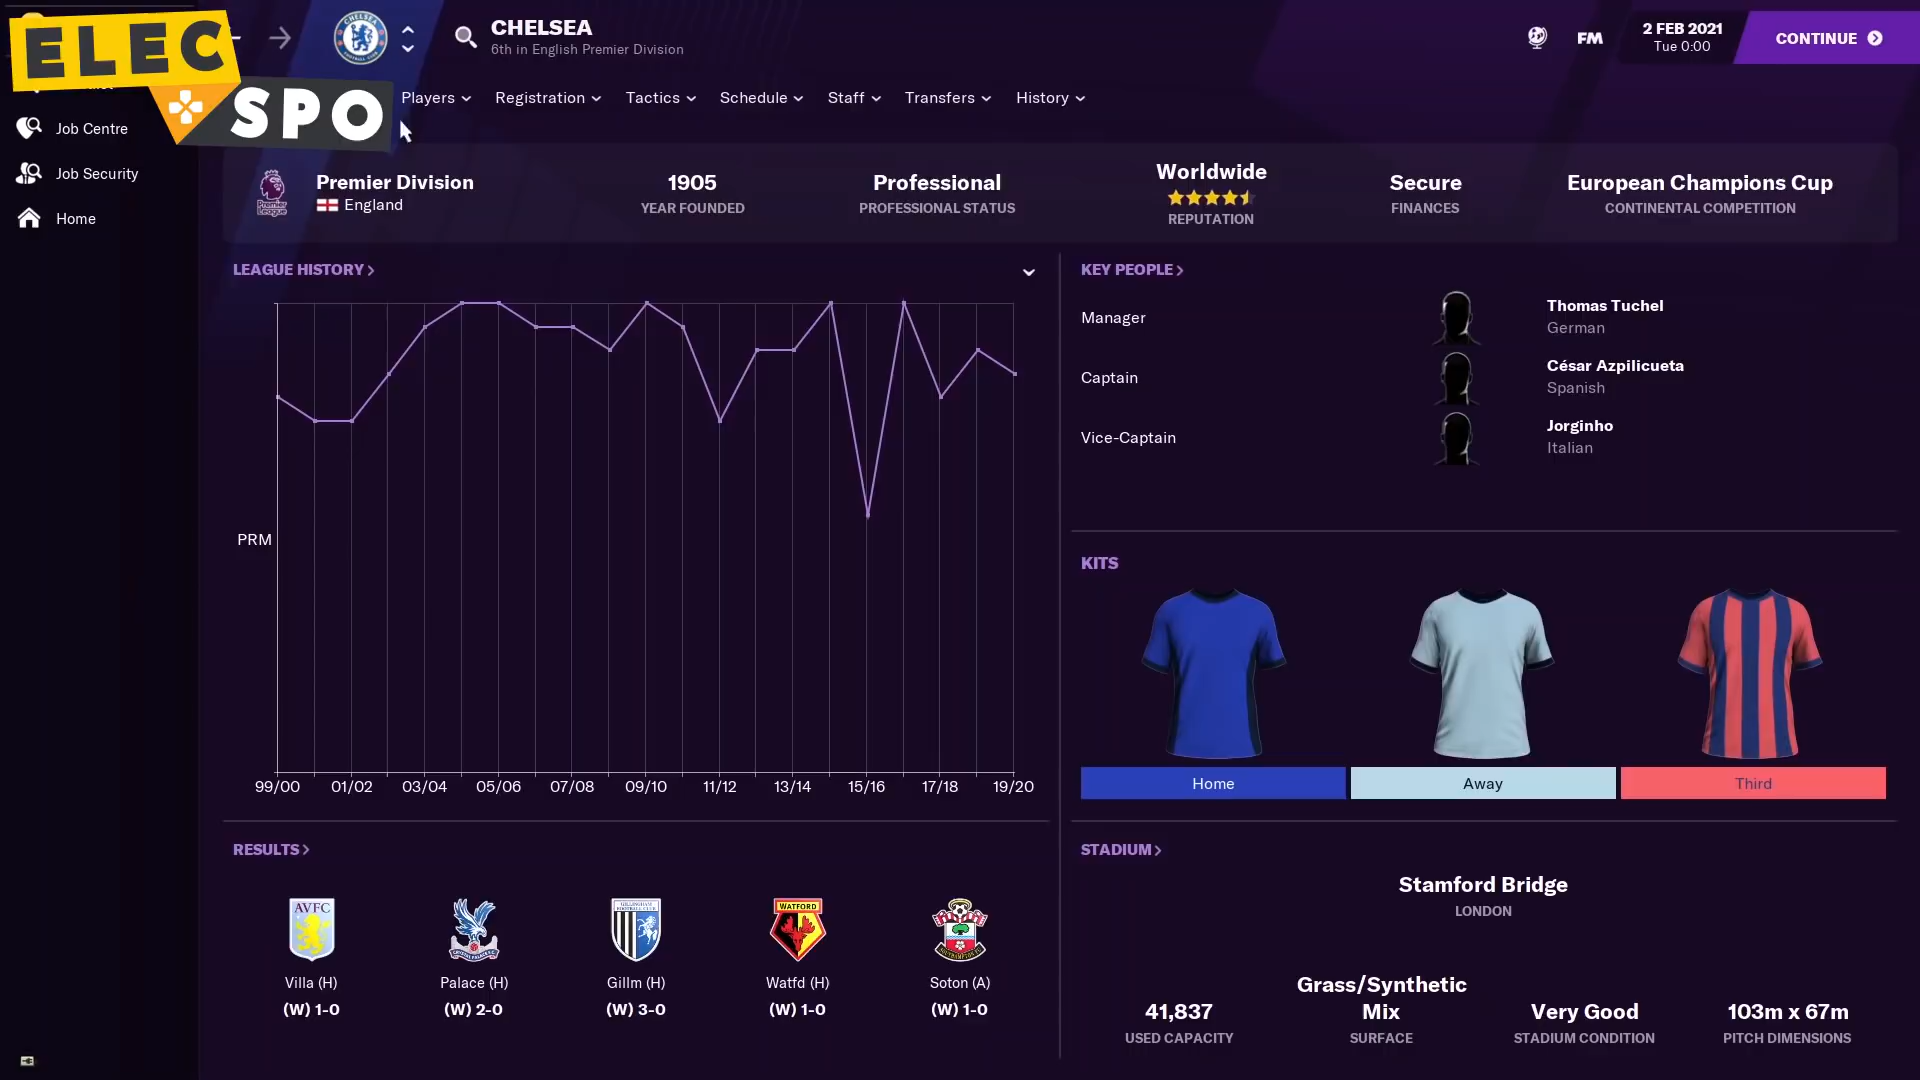 ELEC
SPO
CHELSEA
6th in English Premier Division
FM
2 FEB 2021
Tue 0:00
CONTINUE
Players
Registration
Tactics
Schedule
Staff
Transfers
History
Job Centre
Job Security
Home
Premier Division
England
1905
YEAR FOUNDED
Professional
PROFESSIONAL STATUS
Worldwide
REPUTATION
Secure
FINANCES
European Champions Cup
CONTINENTAL COMPETITION
LEAGUE HISTORY
PRM
99/00 01/02 03/04 05/06 07/08 09/10 11/12 13/14 15/16 17/18 19/20
KEY PEOPLE
Manager
Thomas Tuchel
German
Captain
César Azpilicueta
Spanish
Vice-Captain
Jorginho
Italian
KITS
Home
Away
Third
RESULTS
AVFC
WATFORD
Villa (H)
(W) 1-0
Palace (H)
(W) 2-0
Gillm (H)
(W) 3-0
Watfd (H)
(W) 1-0
Soton (A)
(W) 1-0
STADIUM
Stamford Bridge
LONDON
41,837
USED CAPACITY
Grass/Synthetic
Mix
SURFACE
Very Good
STADIUM CONDITION
103m x 67m
PITCH DIMENSIONS